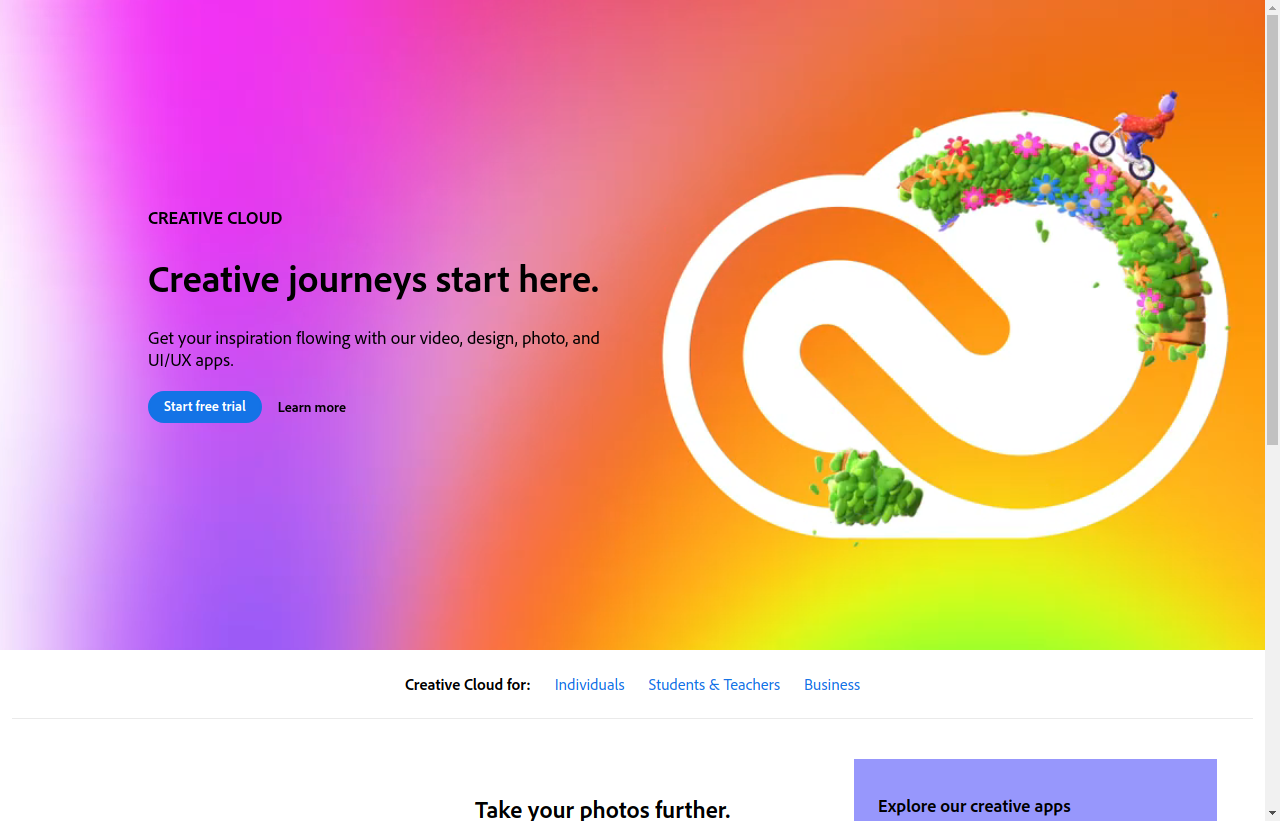 CREATIVE CLOUD
Creative journeys start here.
Get your inspiration flowing with our video, design, photo, and
UI/UX apps.
Start free trial
Learn more
Creative Cloud for:
Individuals
Students & Teachers
Business
Take your photos further.
Explore our creative apps